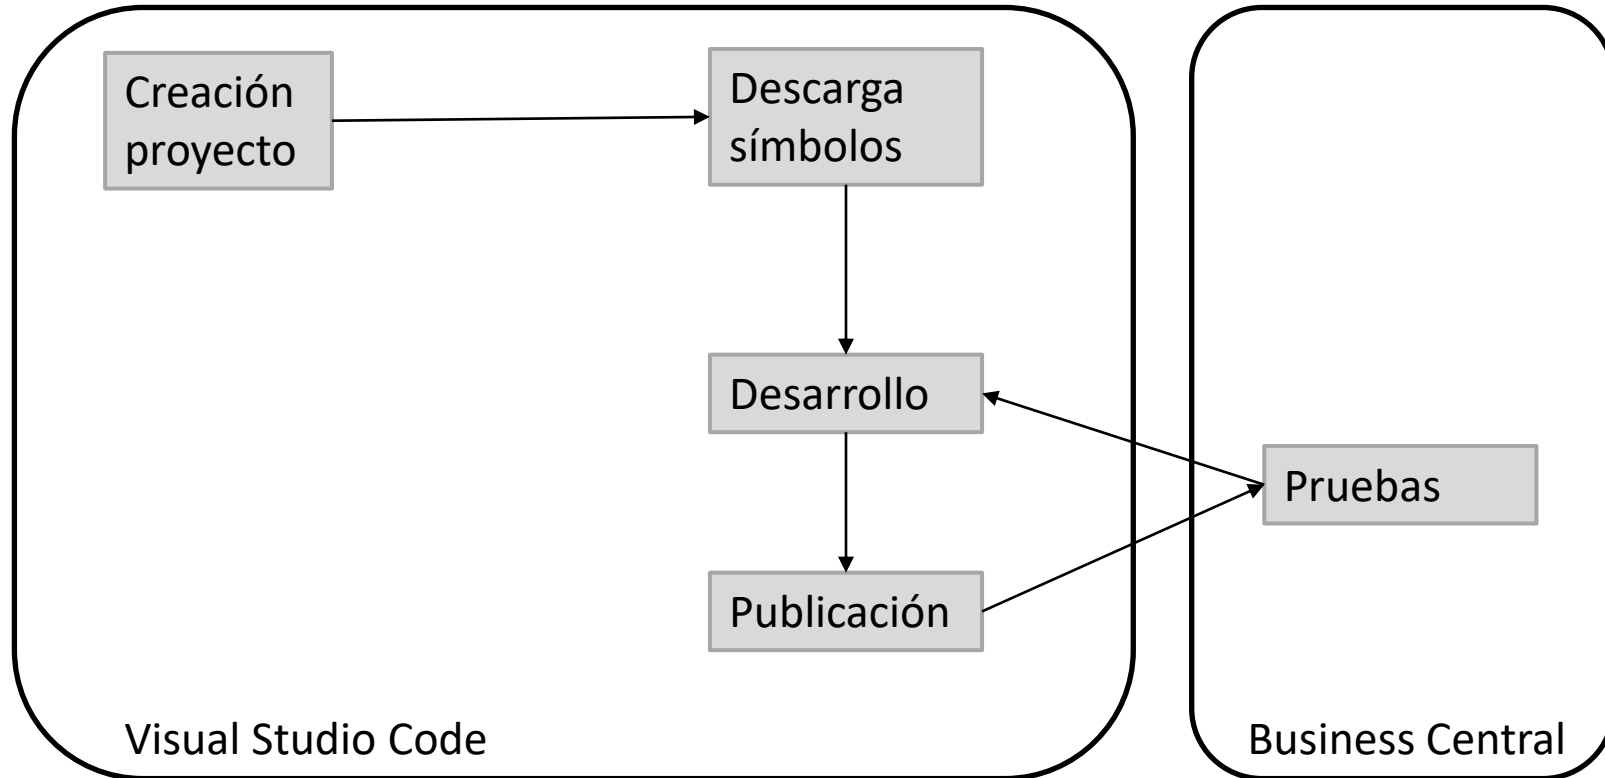 Creación
proyecto
Descarga
símbolos
Desarrollo
Pruebas
Publicación
Visual Studio Code
Business Central